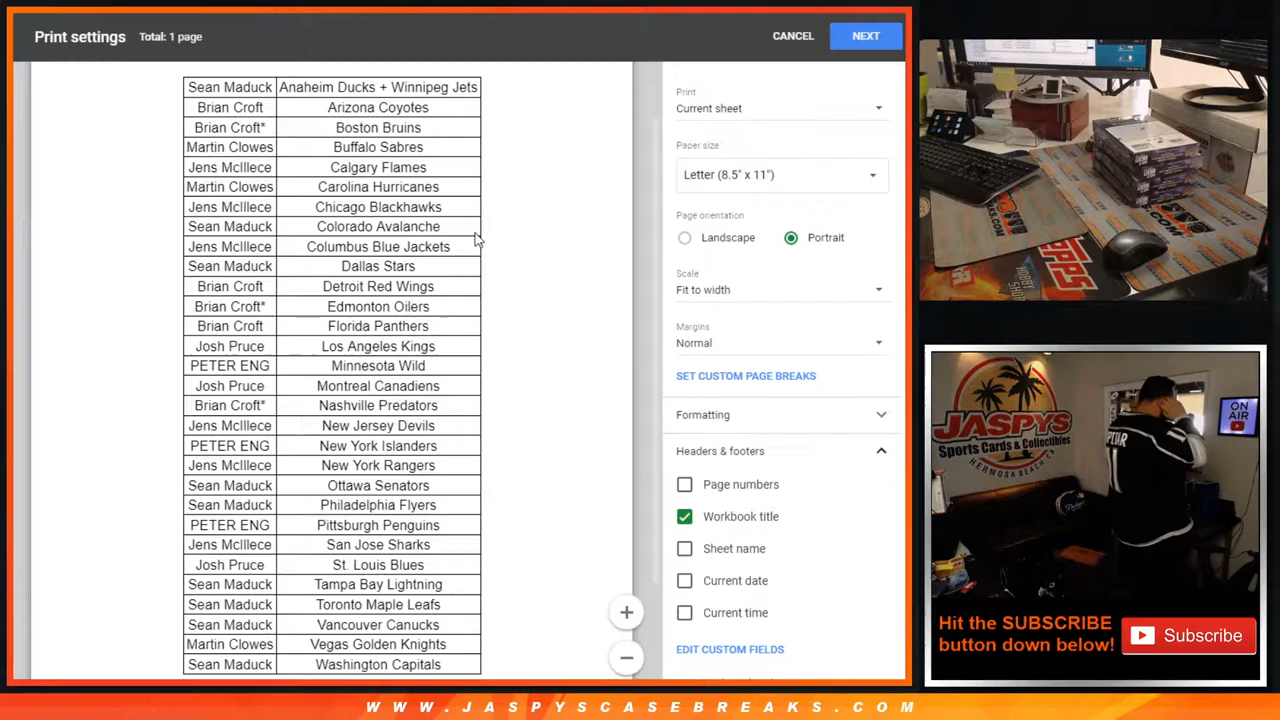 Print settings Total: 1 page CANCEL NEXT
Sean Maduck Anaheim Ducks + Winnipeg Jets
Brian Croft Arizona Coyotes
Brian Croft* Boston Bruins
Martin Clowes Buffalo Sabres
Jens McIllece Calgary Flames
Martin Clowes Carolina Hurricanes
Jens McIllece Chicago Blackhawks
Sean Maduck Colorado Avalanche
Jens McIllece Columbus Blue Jackets
Sean Maduck Dallas Stars
Brian Croft Detroit Red Wings
Brian Croft* Edmonton Oilers
Brian Croft Florida Panthers
Josh Pruce Los Angeles Kings
PETER ENG Minnesota Wild
Josh Pruce Montreal Canadiens
Brian Croft* Nashville Predators
Jens McIllece New Jersey Devils
PETER ENG New York Islanders
Jens McIllece New York Rangers
Sean Maduck Ottawa Senators
Sean Maduck Philadelphia Flyers
PETER ENG Pittsburgh Penguins
Jens McIllece San Jose Sharks
Josh Pruce St. Louis Blues
Sean Maduck Tampa Bay Lightning
Sean Maduck Toronto Maple Leafs
Sean Maduck Vancouver Canucks
Martin Clowes Vegas Golden Knights
Sean Maduck Washington Capitals
Print
Current sheet
Paper size
Letter (8.5" x 11")
Page orientation
Landscape Portrait
Scale
Fit to width
Margins
Normal
SET CUSTOM PAGE BREAKS
Formatting
Headers & footers
Page numbers
Workbook title
Sheet name
Current date
Current time
EDIT CUSTOM FIELDS
TOPPS
HOBBY
SHOP
JASPYS
Sports Cards & Collectibles
HERMOSA BEACH, CA
ON
AIR
Hit the SUBSCRIBE
button down below!
Subscribe
WWW.JASPYSCASEBREAKS.COM